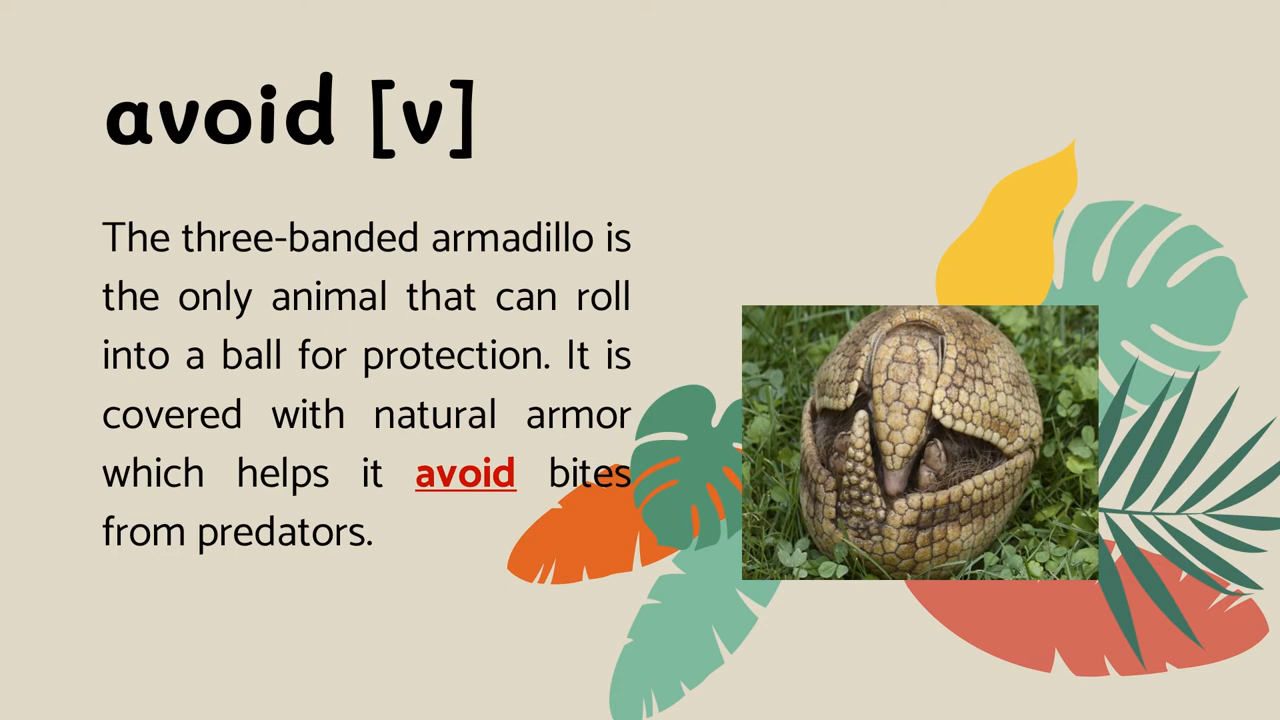 avoid [v]
The three-banded armadillo is
the only animal that can roll
into a ball for protection. It is
covered with natural armor
which helps it avoid bites
from predators.